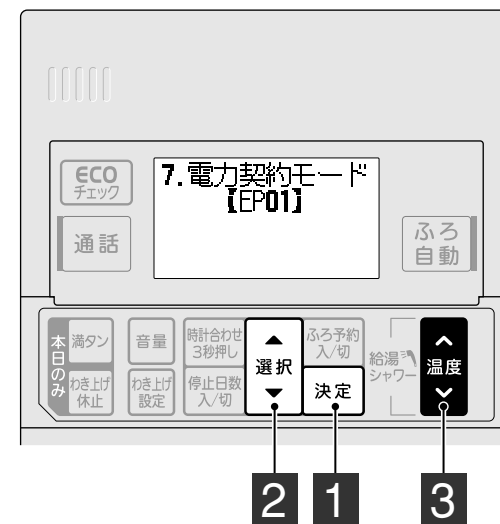 ECO
チェック
7.電力契約モード
【EP01】
通話
ふろ
自動
本日のみ
満タン
わき上げ
休止
音量
わき上げ
設定
時計合わせ
3秒押し
停止日数
入/切
選択
ふろ予約
入/切
決定
給湯
シャワー
温度
2
1
3